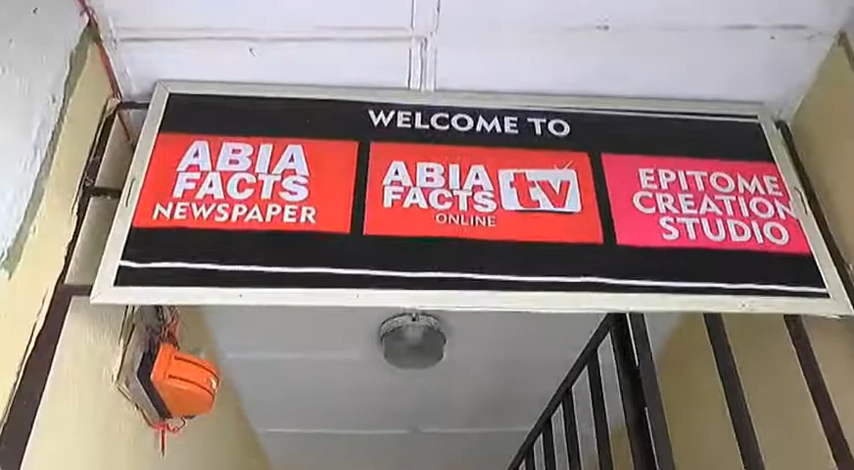 WELCOME TO
ABIA
FACTS
NEWSPAPER
ABIA
FACTS tv
ONLINE
EPITOME
CREATION
STUDIO